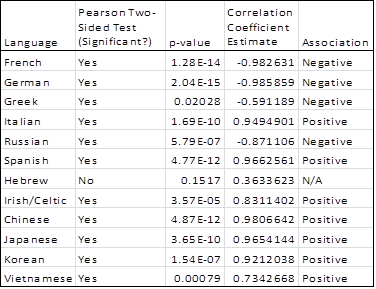 Language Pearson Two-Sided Test (Significant?) p-value Correlation Coefficient Estimate Association
French Yes 1.28E-14 -0.982631 Negative
German Yes 2.04E-15 -0.985859 Negative
Greek Yes 0.02028 -0.591189 Negative
Italian Yes 1.69E-10 0.9494901 Positive
Russian Yes 5.79E-07 -0.871106 Negative
Spanish Yes 4.77E-12 0.9662561 Positive
Hebrew No 0.1517 0.3633623 N/A
Irish/Celtic Yes 3.57E-05 0.8311402 Positive
Chinese Yes 4.87E-12 0.9806642 Positive
Japanese Yes 3.65E-10 0.9654144 Positive
Korean Yes 1.54E-07 0.9212038 Positive
Vietnamese Yes 0.00079 0.7342668 Positive